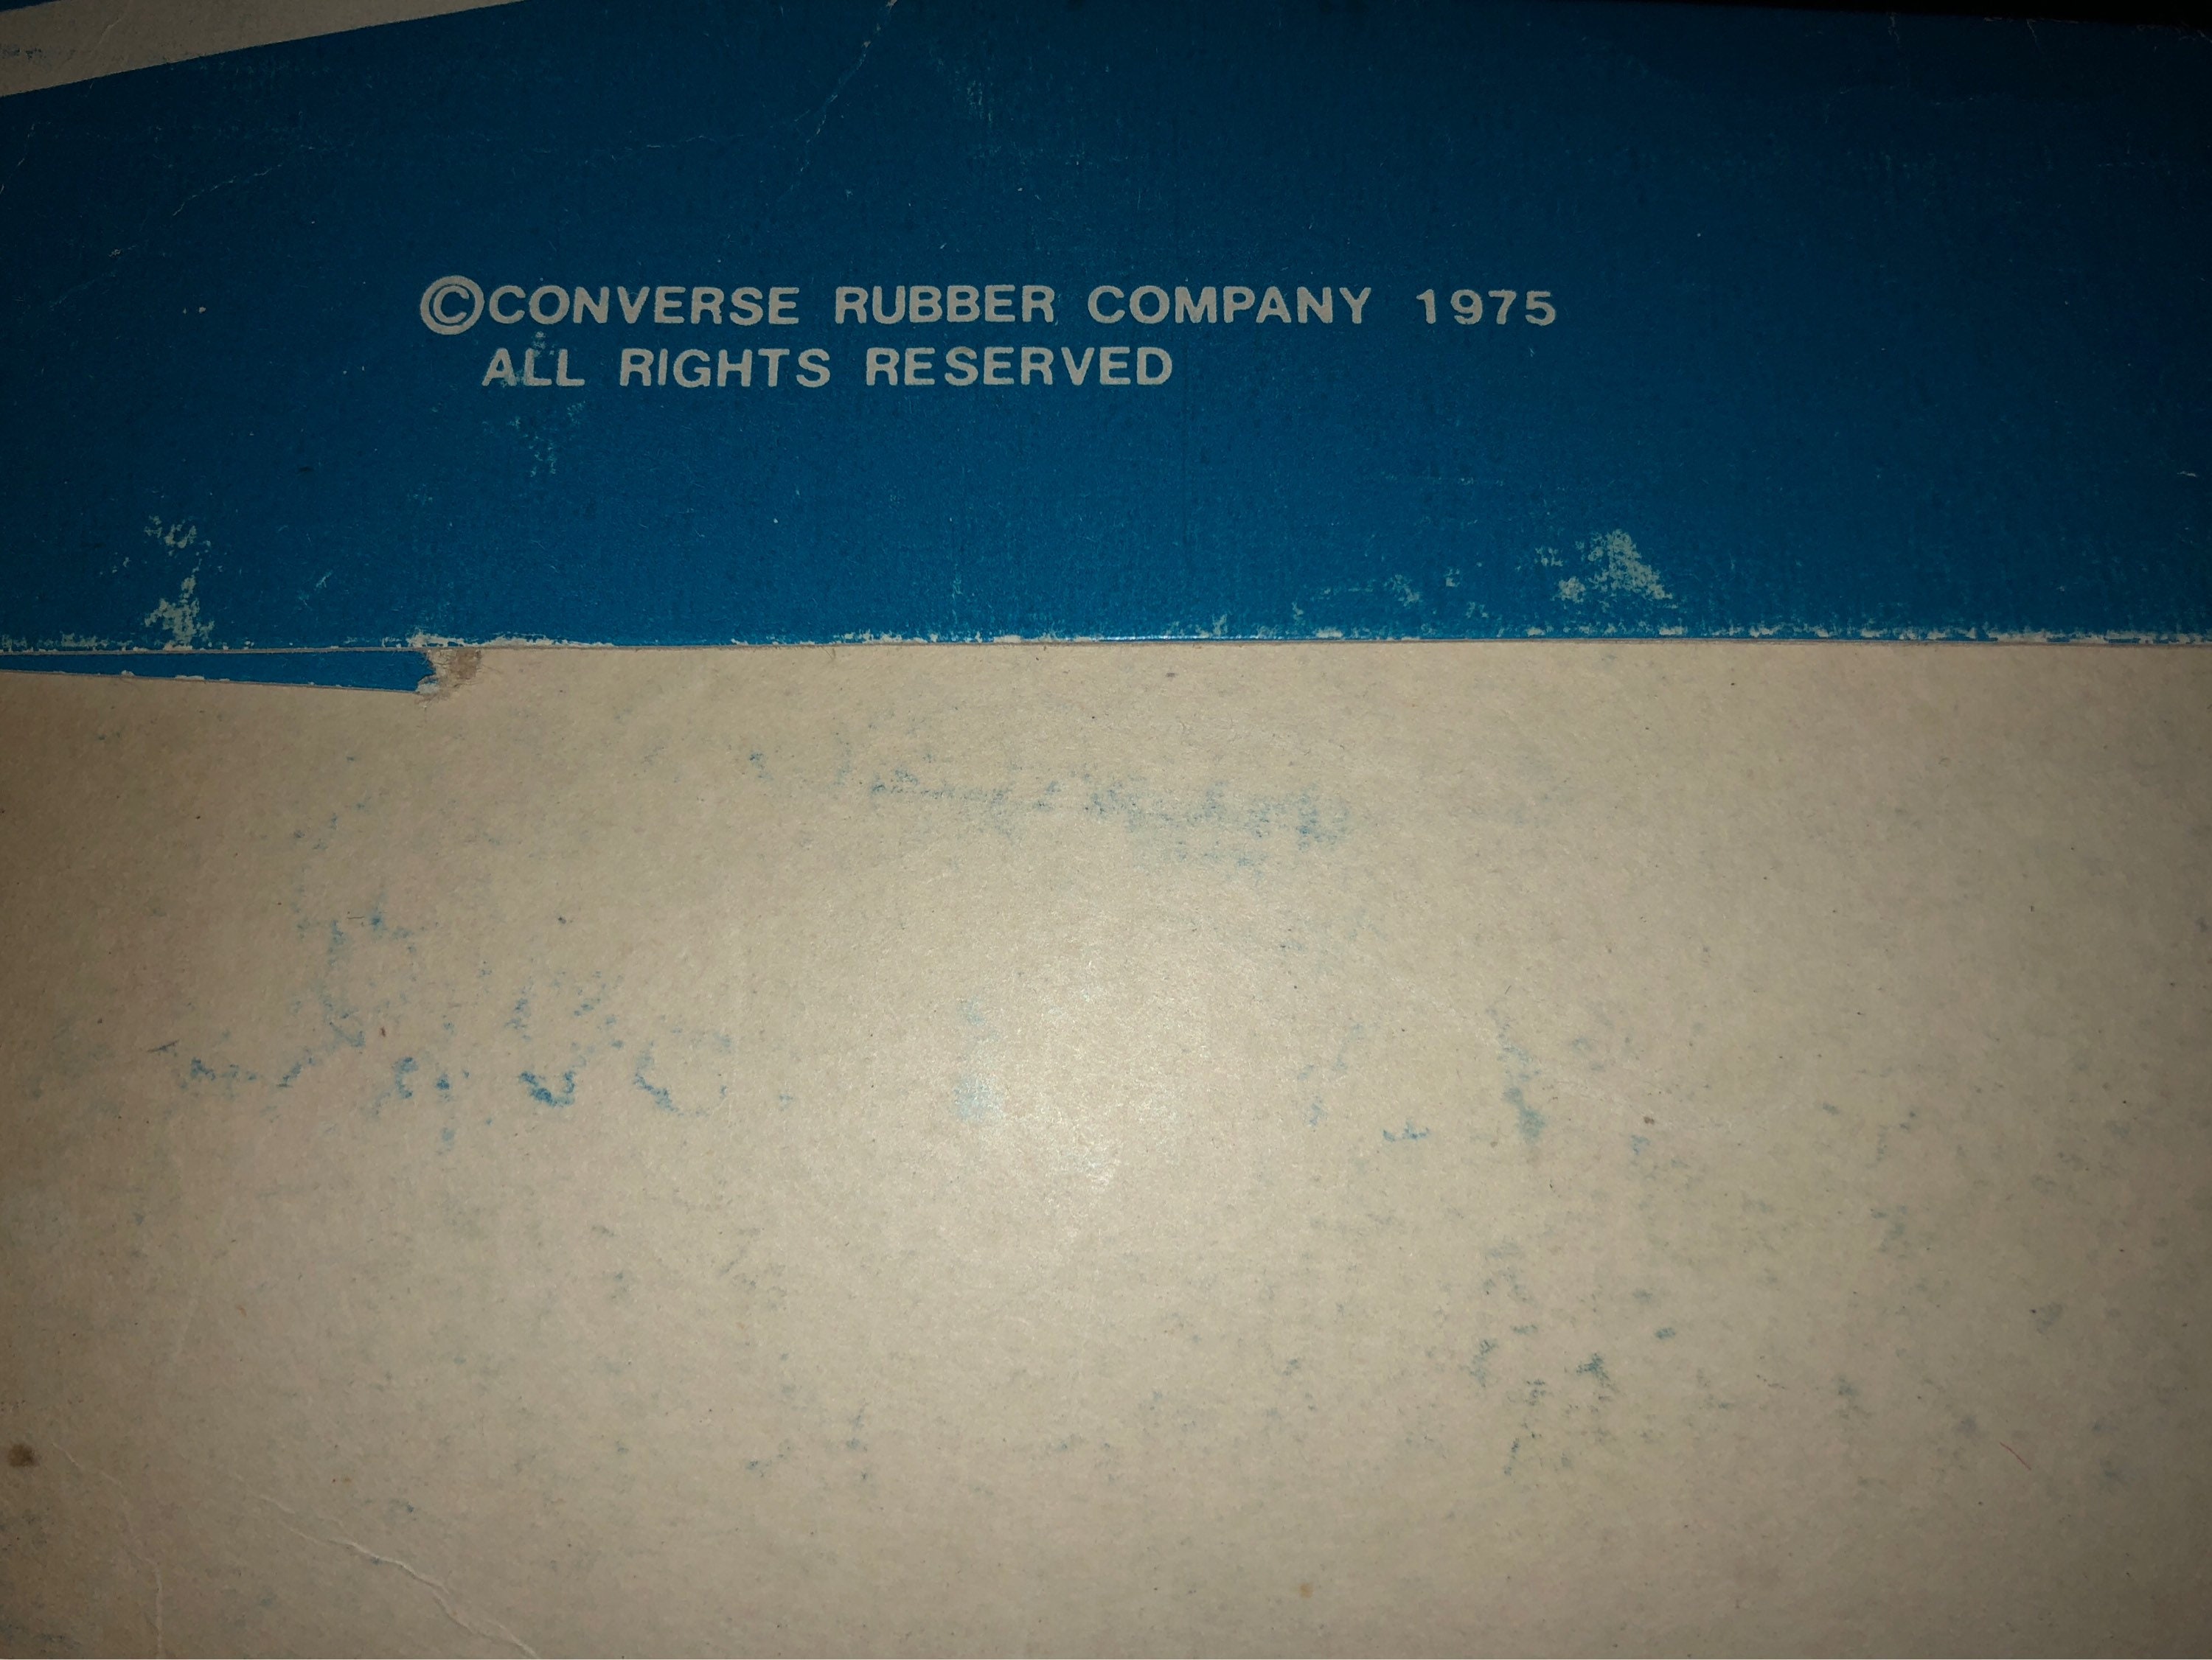 ©CONVERSE RUBBER COMPANY 1975
ALL RIGHTS RESERVED